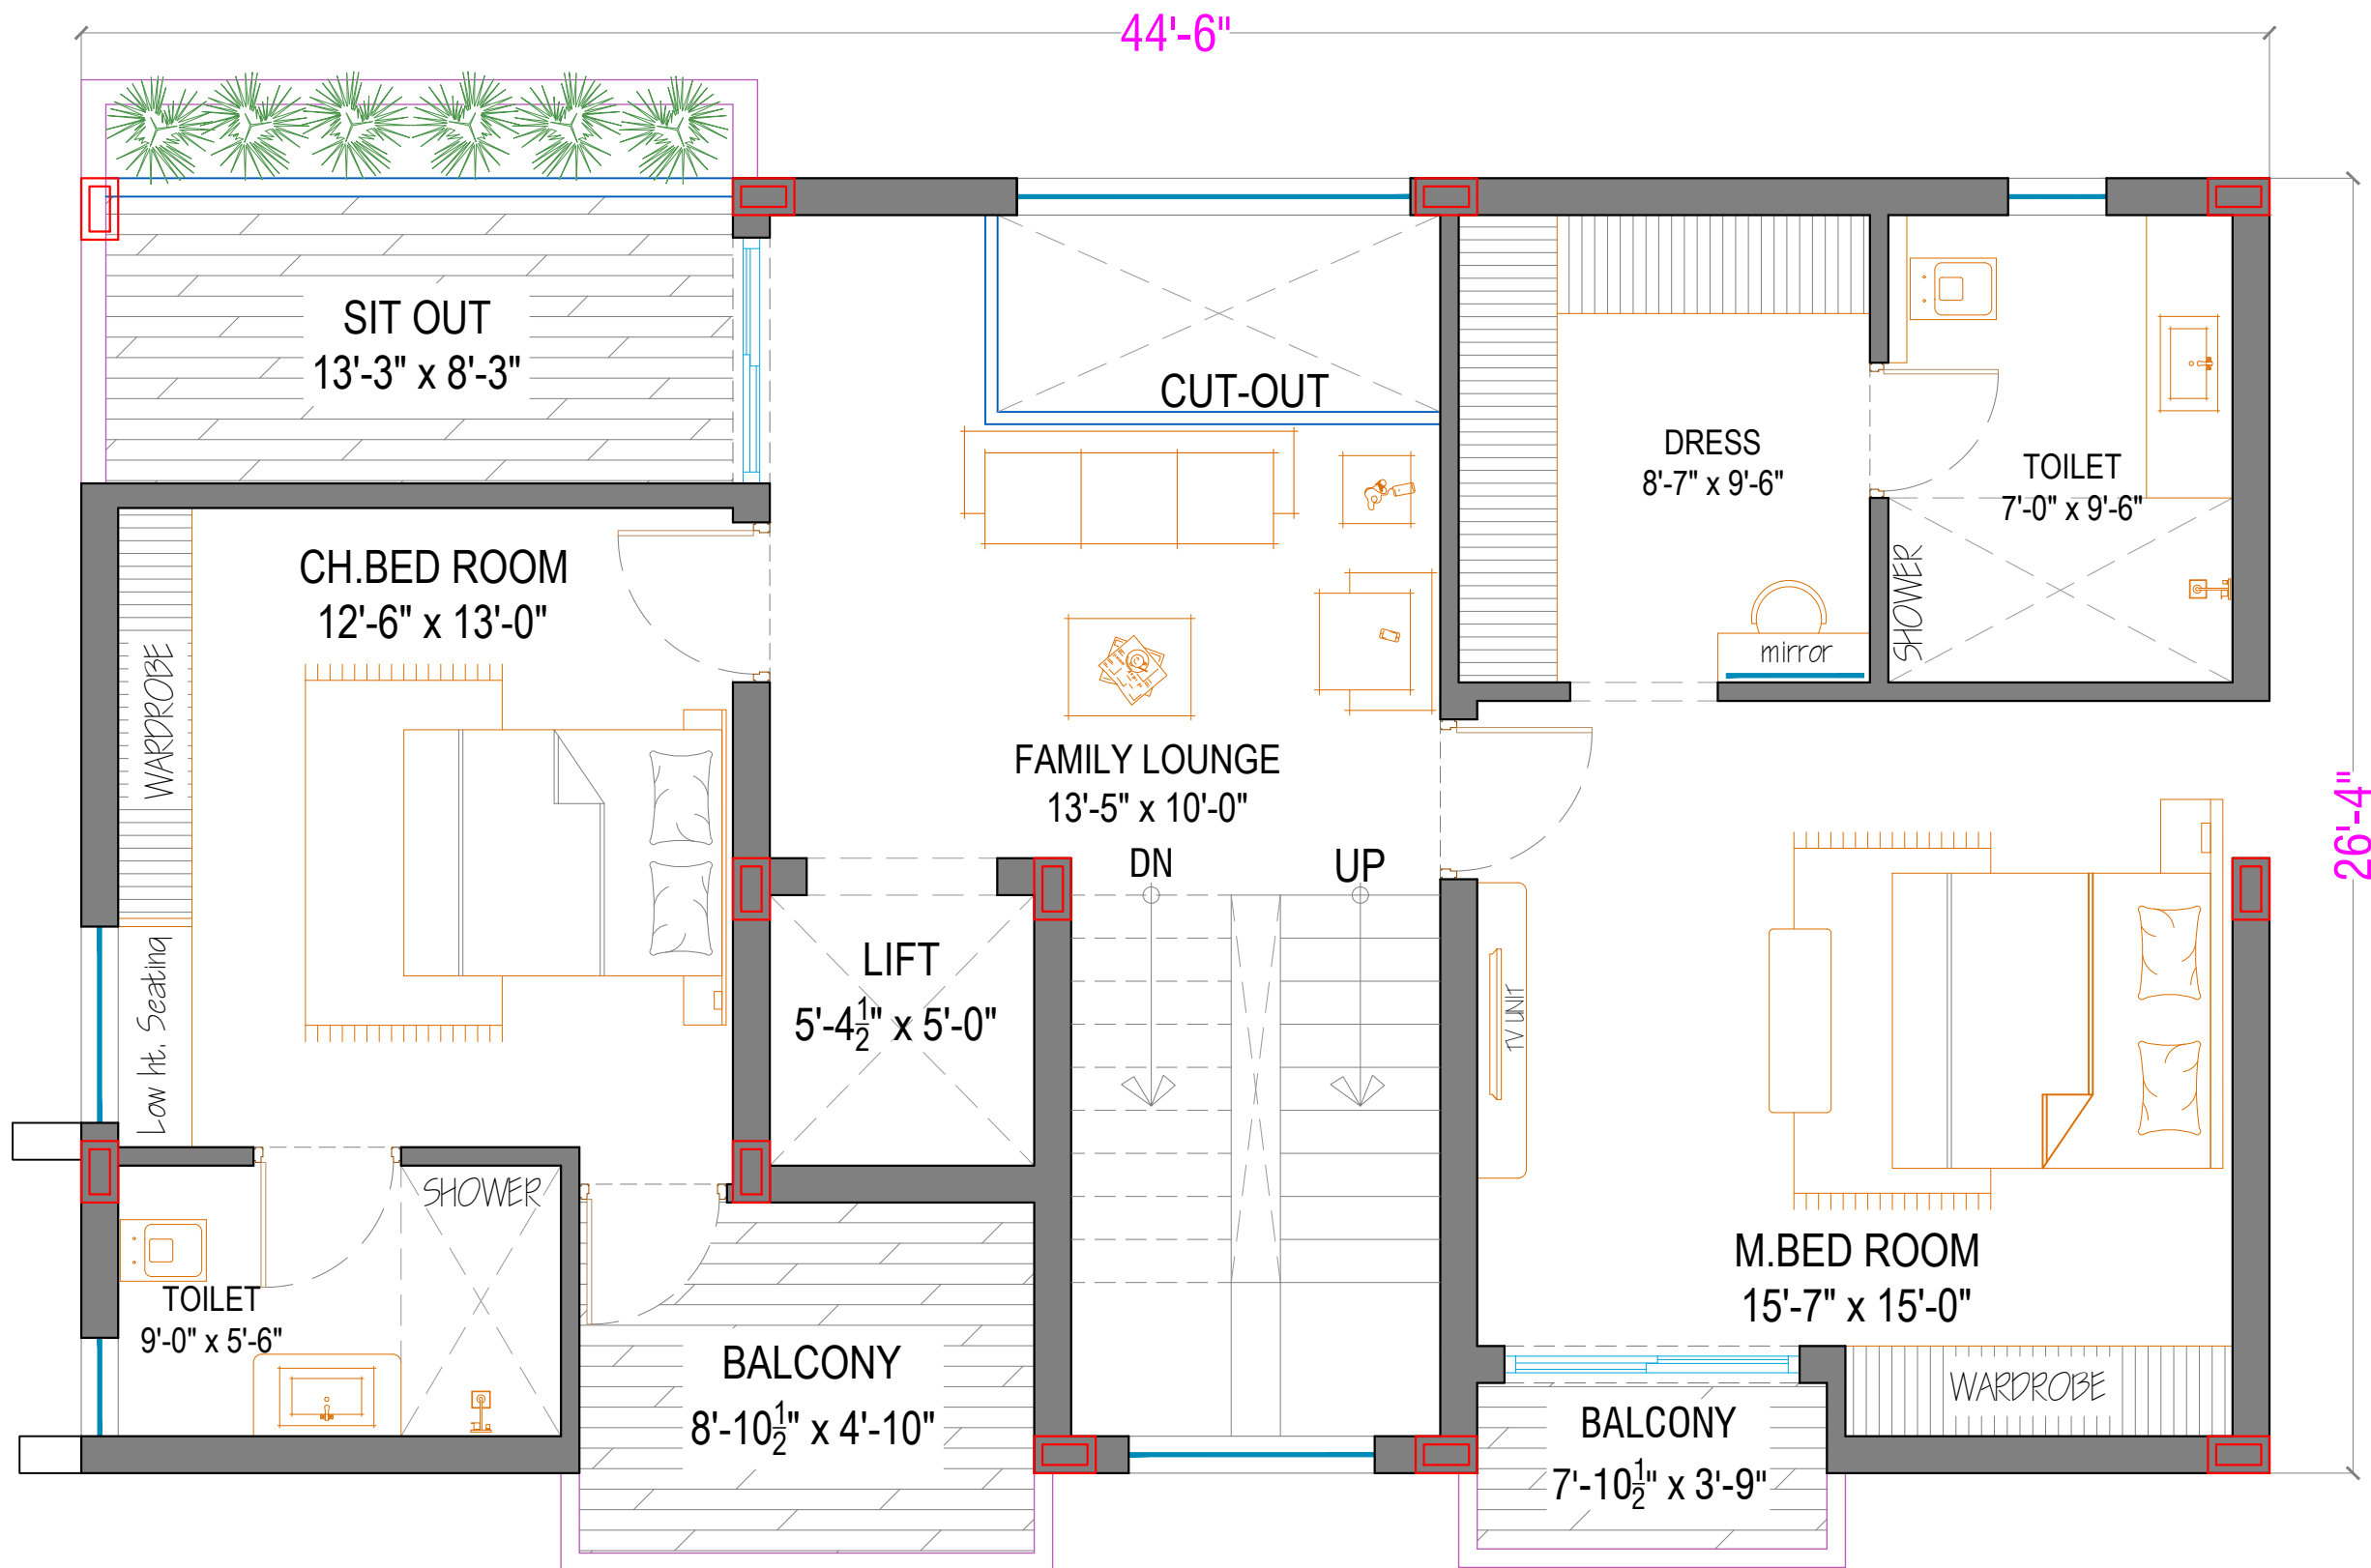 44'-6"
SIT OUT
13'-3" x 8'-3"
CUT-OUT
DRESS
8'-7" x 9'-6"
TOILET
7'-0" x 9'-6"
SHOWER
mirror
CH.BED ROOM
12'-6" x 13'-0"
WARDROBE
Low ht. Seating
FAMILY LOUNGE
13'-5" x 10'-0"
DN
UP
26'-4"
LIFT
5'-4½" x 5'-0"
TV UNIT
SHOWER
TOILET
9'-0" x 5'-6"
M.BED ROOM
15'-7" x 15'-0"
BALCONY
8'-10½" x 4'-10"
WARDROBE
BALCONY
7'-10½" x 3'-9"